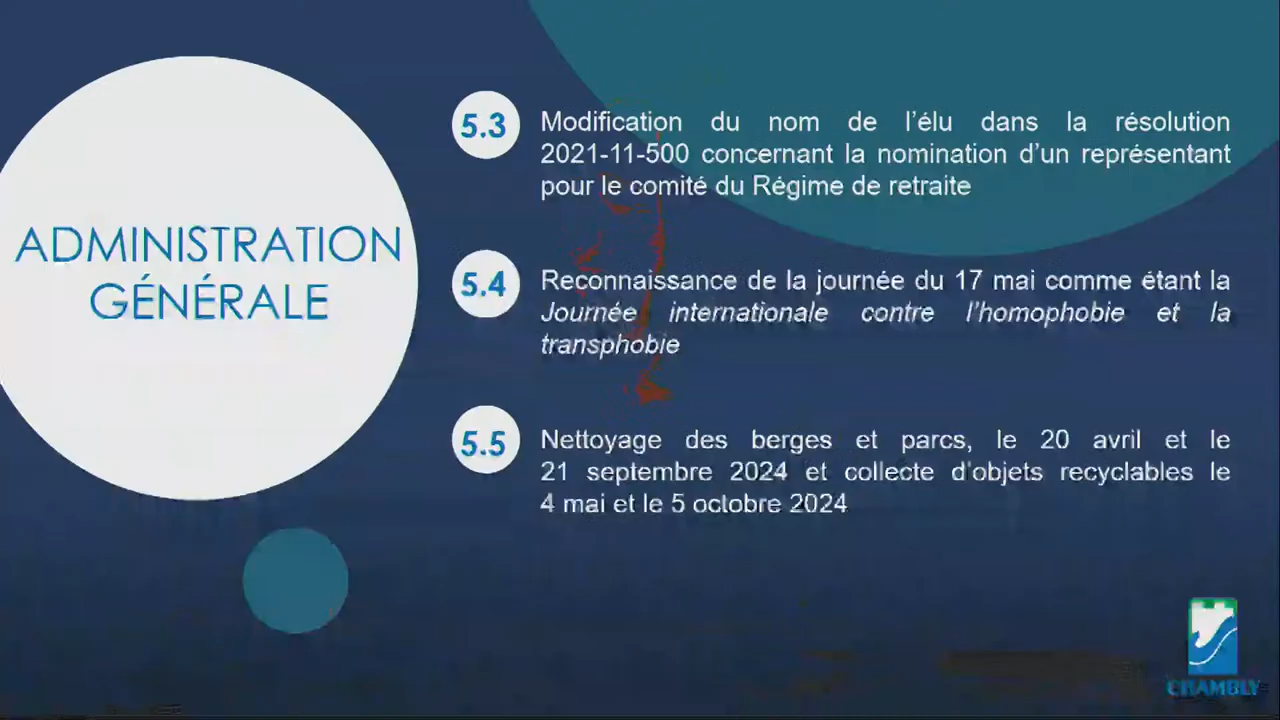 ADMINISTRATION
GÉNÉRALE
5.3
Modification du nom de l'élu dans la résolution
2021-11-500 concernant la nomination d'un représentant
pour le comité du Régime de retraite
5.4
Reconnaissance de la journée du 17 mai comme étant la
Journée internationale contre l'homophobie et la
transphobie
5.5
Nettoyage des berges et parcs, le 20 avril et le
21 septembre 2024 et collecte d'objets recyclables le
4 mai et le 5 octobre 2024
CHAMBLY